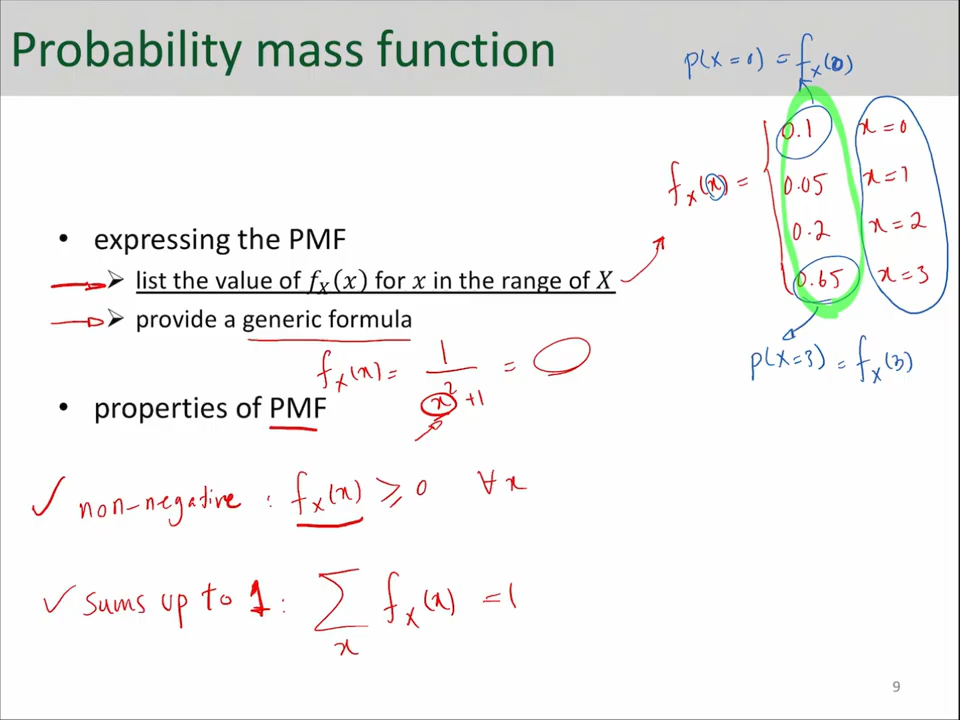 Probability mass function
p(x=0) = fₓ(0)
fₓ(x) = { 0.1 x=0
0.05 x=1
0.2 x=2
0.65 x=3
p(x=3) = fₓ(3)
• expressing the PMF
➢ list the value of f_X(x) for x in the range of X
➢ provide a generic formula
fₓ(x) = 1 / (x² + 1) =
• properties of PMF
✓ non-negative : fₓ(x) ⩾ 0 ∀ x
✓ sums up to 1 : ∑ₓ fₓ(x) = 1
9